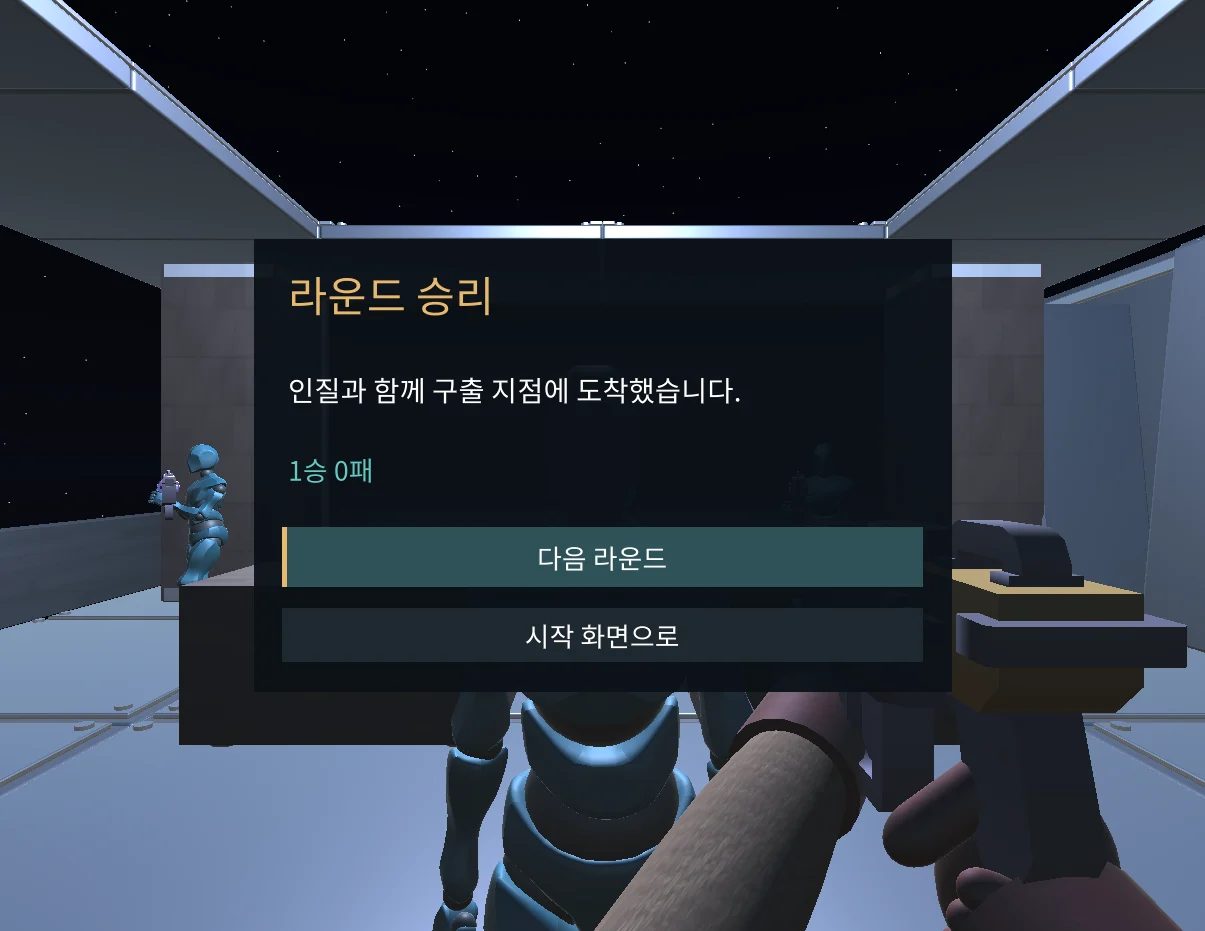 라운드 승리
인질과 함께 구출 지점에 도착했습니다.
1승 0패
다음 라운드
시작 화면으로